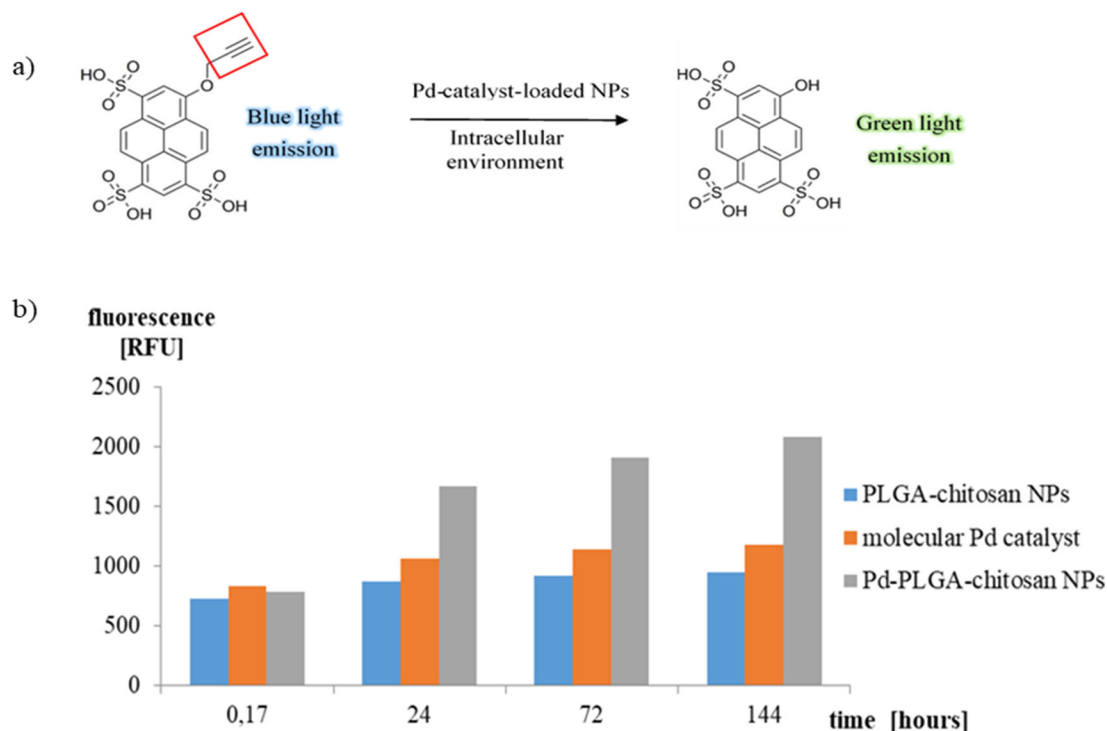 a)
HO
O
S
O
O
Blue light
emission
O
S
O
OH
O
S
O
OH
Pd-catalyst-loaded NPs
Intracellular
environment
HO
O
S
O
OH
Green light
emission
O
S
O
OH
O
S
O
OH
b)
fluorescence
[RFU]
2500
2000
1500
1000
500
0
0,17
24
72
144
time [hours]
PLGA-chitosan NPs
molecular Pd catalyst
Pd-PLGA-chitosan NPs